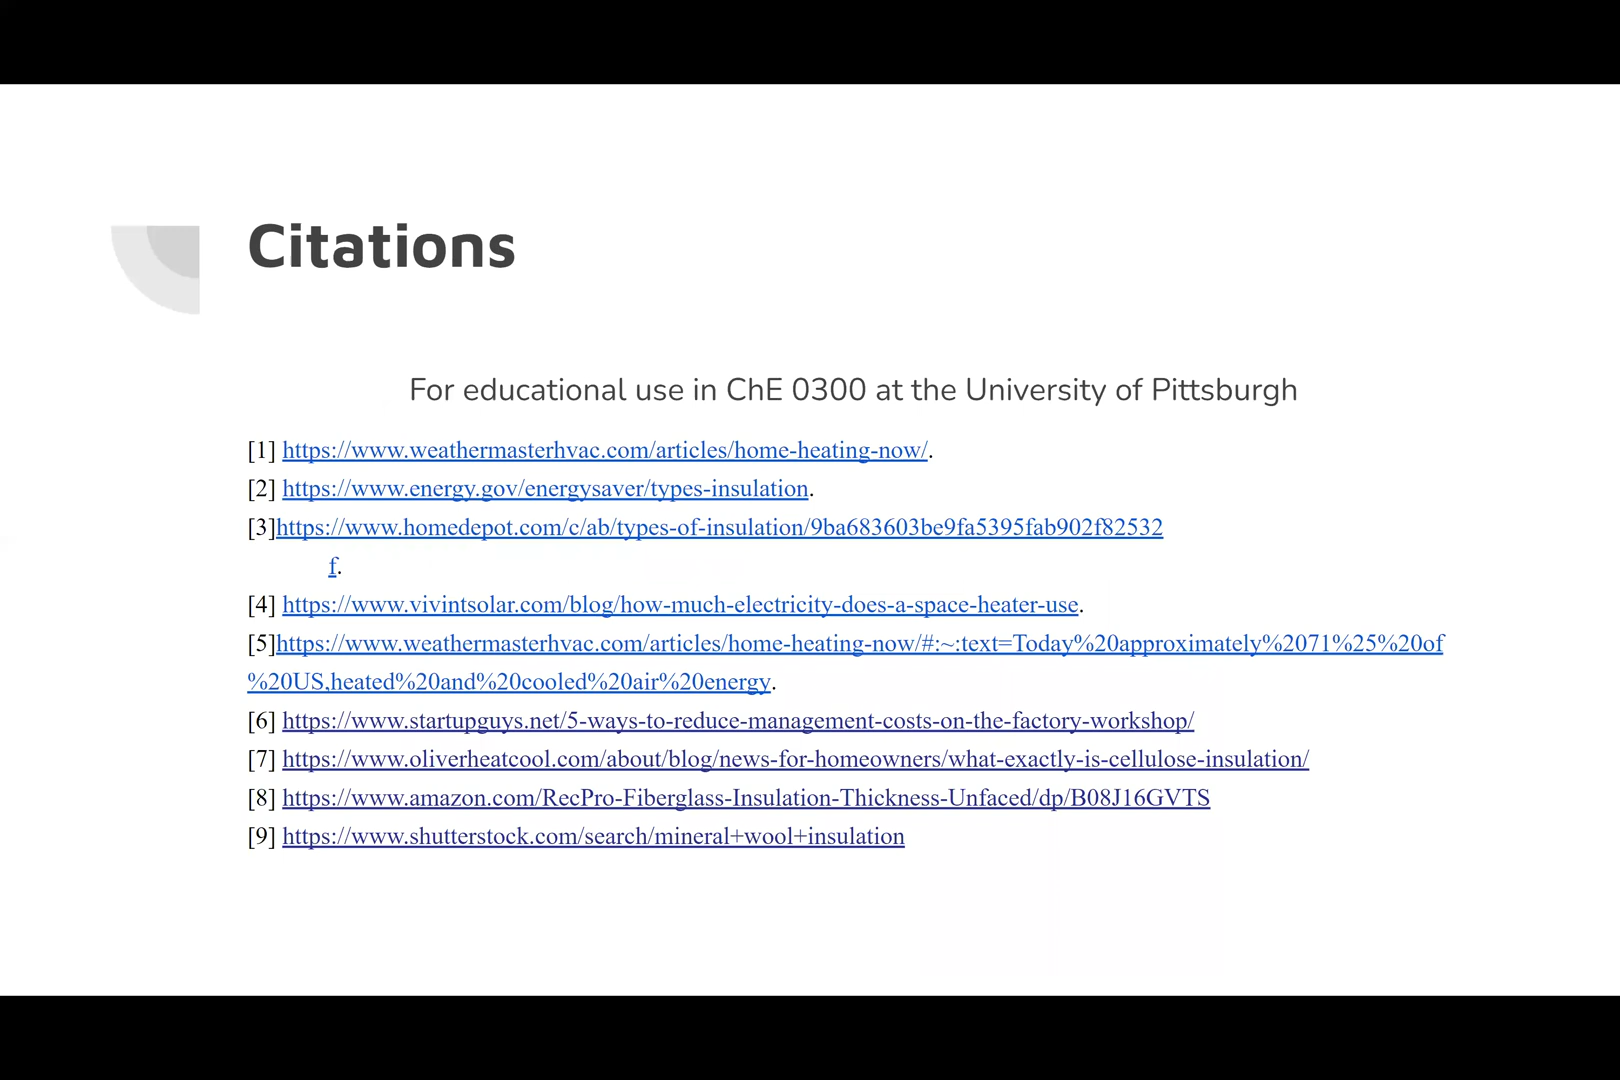 Citations
For educational use in ChE 0300 at the University of Pittsburgh
[1] https://www.weathermasterhvac.com/articles/home-heating-now/.
[2] https://www.energy.gov/energysaver/types-insulation.
[3]https://www.homedepot.com/c/ab/types-of-insulation/9ba683603be9fa5395fab902f82532
f.
[4] https://www.vivintsolar.com/blog/how-much-electricity-does-a-space-heater-use.
[5]https://www.weathermasterhvac.com/articles/home-heating-now/#:~:text=Today%20approximately%2071%25%20of
%20US,heated%20and%20cooled%20air%20energy.
[6] https://www.startupguys.net/5-ways-to-reduce-management-costs-on-the-factory-workshop/
[7] https://www.oliverheatcool.com/about/blog/news-for-homeowners/what-exactly-is-cellulose-insulation/
[8] https://www.amazon.com/RecPro-Fiberglass-Insulation-Thickness-Unfaced/dp/B08J16GVTS
[9] https://www.shutterstock.com/search/mineral+wool+insulation